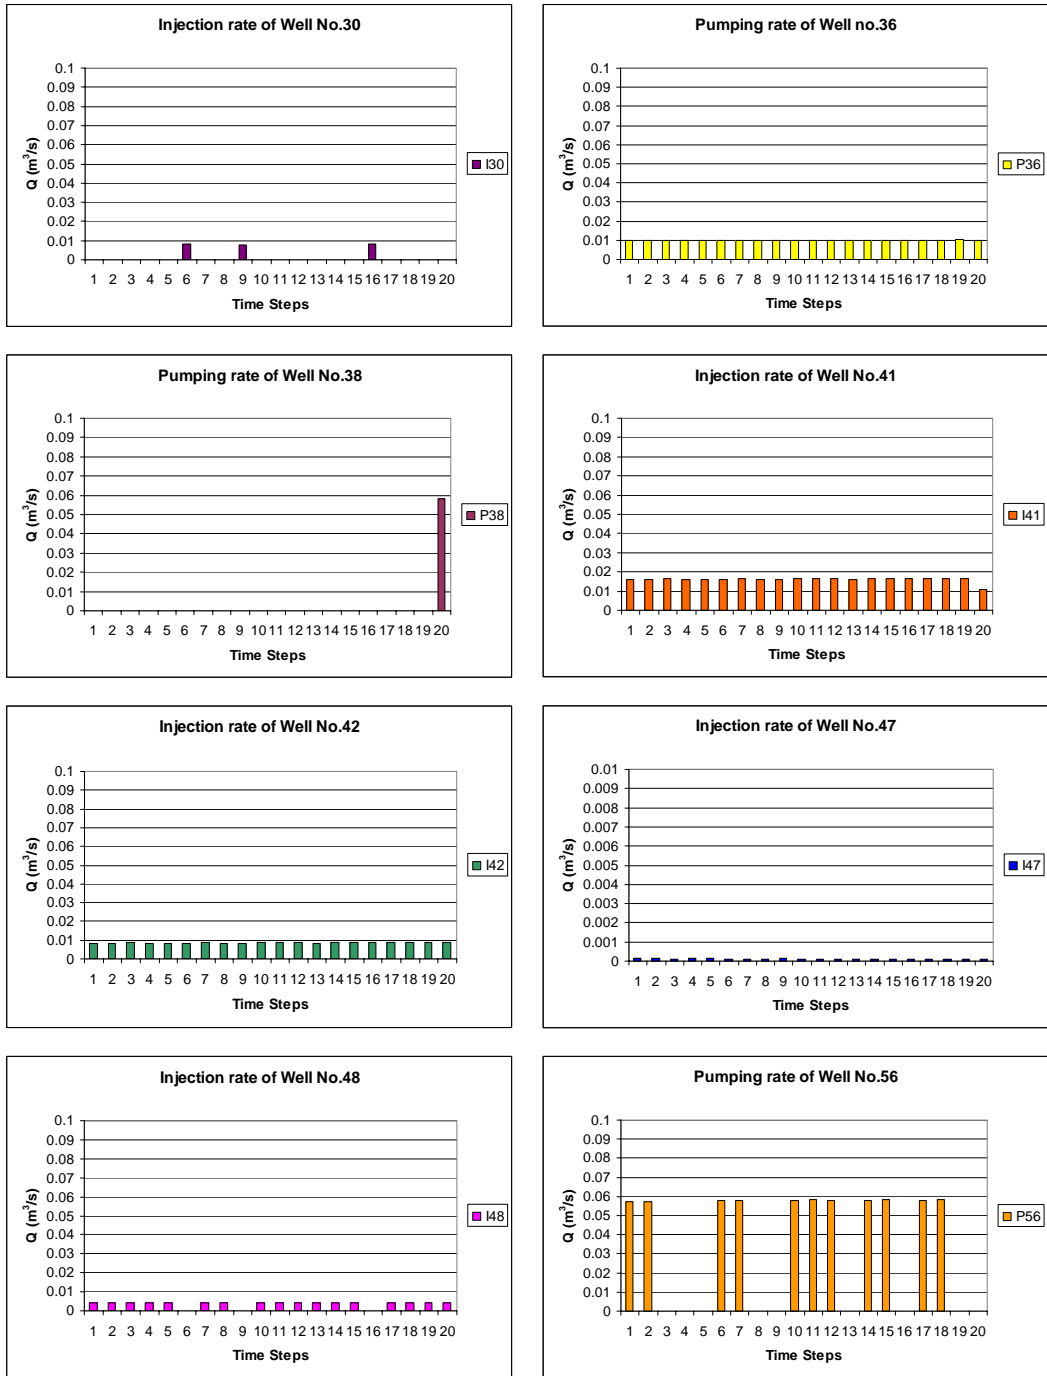 Injection rate of Well No.30
0.1
0.09
0.08
0.07
0.06
0.05
0.04
0.03
0.02
0.01
0
Q (m³/s)
1 2 3 4 5 6 7 8 9 10 11 12 13 14 15 16 17 18 19 20
Time Steps
I30
Pumping rate of Well no.36
0.1
0.09
0.08
0.07
0.06
0.05
0.04
0.03
0.02
0.01
0
Q (m³/s)
1 2 3 4 5 6 7 8 9 10 11 12 13 14 15 16 17 18 19 20
Time Steps
P36
Pumping rate of Well No.38
0.1
0.09
0.08
0.07
0.06
0.05
0.04
0.03
0.02
0.01
0
Q (m³/s)
1 2 3 4 5 6 7 8 9 10 11 12 13 14 15 16 17 18 19 20
Time Steps
P38
Injection rate of Well No.41
0.1
0.09
0.08
0.07
0.06
0.05
0.04
0.03
0.02
0.01
0
Q (m³/s)
1 2 3 4 5 6 7 8 9 10 11 12 13 14 15 16 17 18 19 20
Time Steps
I41
Injection rate of Well No.42
0.1
0.09
0.08
0.07
0.06
0.05
0.04
0.03
0.02
0.01
0
Q (m³/s)
1 2 3 4 5 6 7 8 9 10 11 12 13 14 15 16 17 18 19 20
Time Steps
I42
Injection rate of Well No.47
0.01
0.009
0.008
0.007
0.006
0.005
0.004
0.003
0.002
0.001
0
Q (m³/s)
1 2 3 4 5 6 7 8 9 10 11 12 13 14 15 16 17 18 19 20
Time Steps
I47
Injection rate of Well No.48
0.1
0.09
0.08
0.07
0.06
0.05
0.04
0.03
0.02
0.01
0
Q (m³/s)
1 2 3 4 5 6 7 8 9 10 11 12 13 14 15 16 17 18 19 20
Time Steps
I48
Pumping rate of Well No.56
0.1
0.09
0.08
0.07
0.06
0.05
0.04
0.03
0.02
0.01
0
Q (m³/s)
1 2 3 4 5 6 7 8 9 10 11 12 13 14 15 16 17 18 19 20
Time Steps
P56